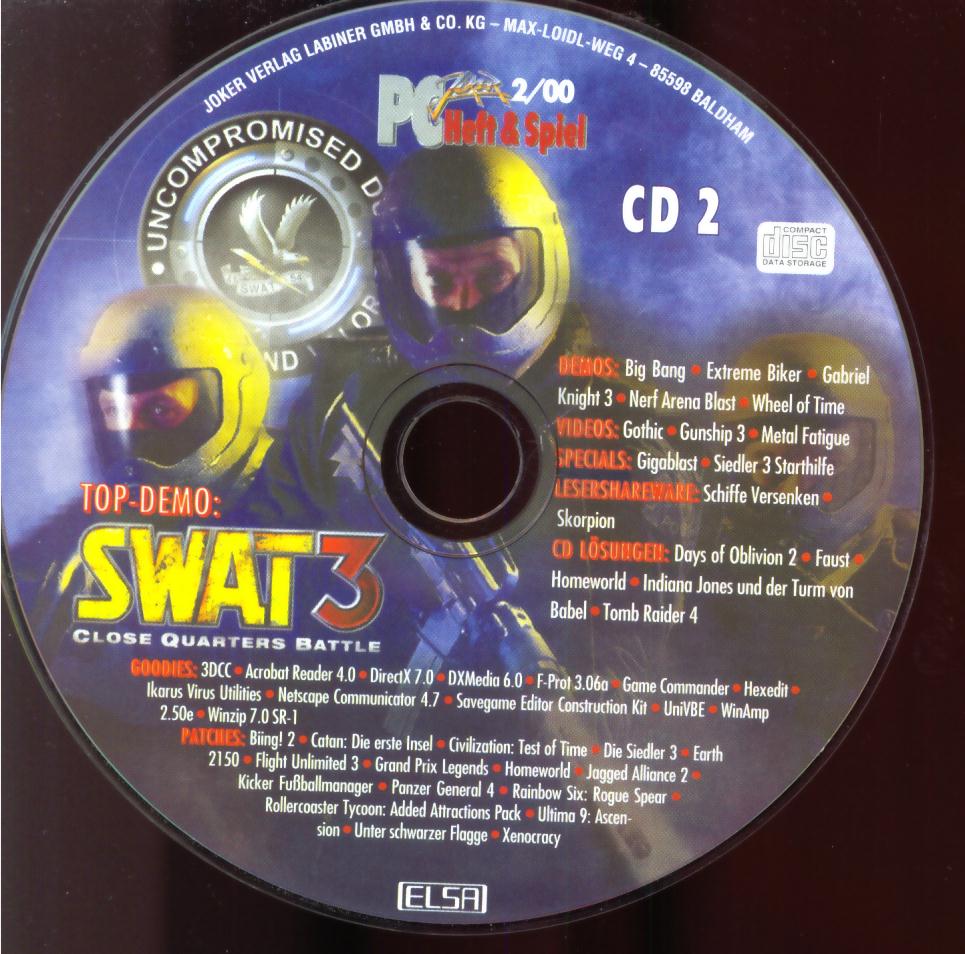 JOKER VERLAG LABINER GMBH & CO. KG – MAX-LOIDL-WEG 4 – 85598 BALDHAM
PC Joker 2/00
Heft & Spiel
• UNCOMPROMISED DU
ND
LOR
SWAT
CD 2
COMPACT
disc
DATA STORAGE
DEMOS: Big Bang • Extreme Biker • Gabriel
Knight 3 • Nerf Arena Blast • Wheel of Time
VIDEOS: Gothic • Gunship 3 • Metal Fatigue
SPECIALS: Gigablast • Siedler 3 Starthilfe
LESERSHAREWARE: Schiffe Versenken •
Skorpion
CD LÖSUNGEN: Days of Oblivion 2 • Faust •
Homeworld • Indiana Jones und der Turm von
Babel • Tomb Raider 4
TOP-DEMO:
SWAT 3
CLOSE QUARTERS BATTLE
GOODIES: 3DCC • Acrobat Reader 4.0 • DirectX 7.0 • DXMedia 6.0 • F-Prot 3.06a • Game Commander • Hexedit •
Ikarus Virus Utilities • Netscape Communicator 4.7 • Savegame Editor Construction Kit • UniVBE • WinAmp
2.50e • Winzip 7.0 SR-1
PATCHES: Biing! 2 • Catan: Die erste Insel • Civilization: Test of Time • Die Siedler 3 • Earth
2150 • Flight Unlimited 3 • Grand Prix Legends • Homeworld • Jagged Alliance 2 •
Kicker Fußballmanager • Panzer General 4 • Rainbow Six: Rogue Spear •
Rollercoaster Tycoon: Added Attractions Pack • Ultima 9: Ascen-
sion • Unter schwarzer Flagge • Xenocracy
ELSA